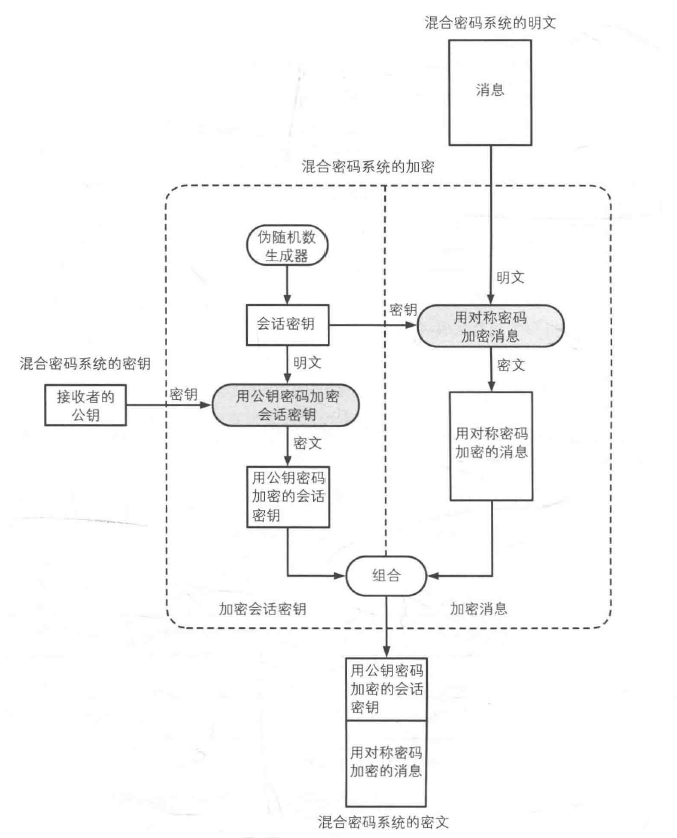 混合密码系统的明文
消息
混合密码系统的加密
伪随机数
生成器
明文
会话密钥
密钥
用对称密码
加密消息
明文
密文
混合密码系统的密钥
接收者的
公钥
密钥
用公钥密码加密
会话密钥
用对称密码
加密的消息
密文
用公钥密码
加密的会话
密钥
组合
加密会话密钥
加密消息
用公钥密码
加密的会话
密钥
用对称密码
加密的消息
混合密码系统的密文